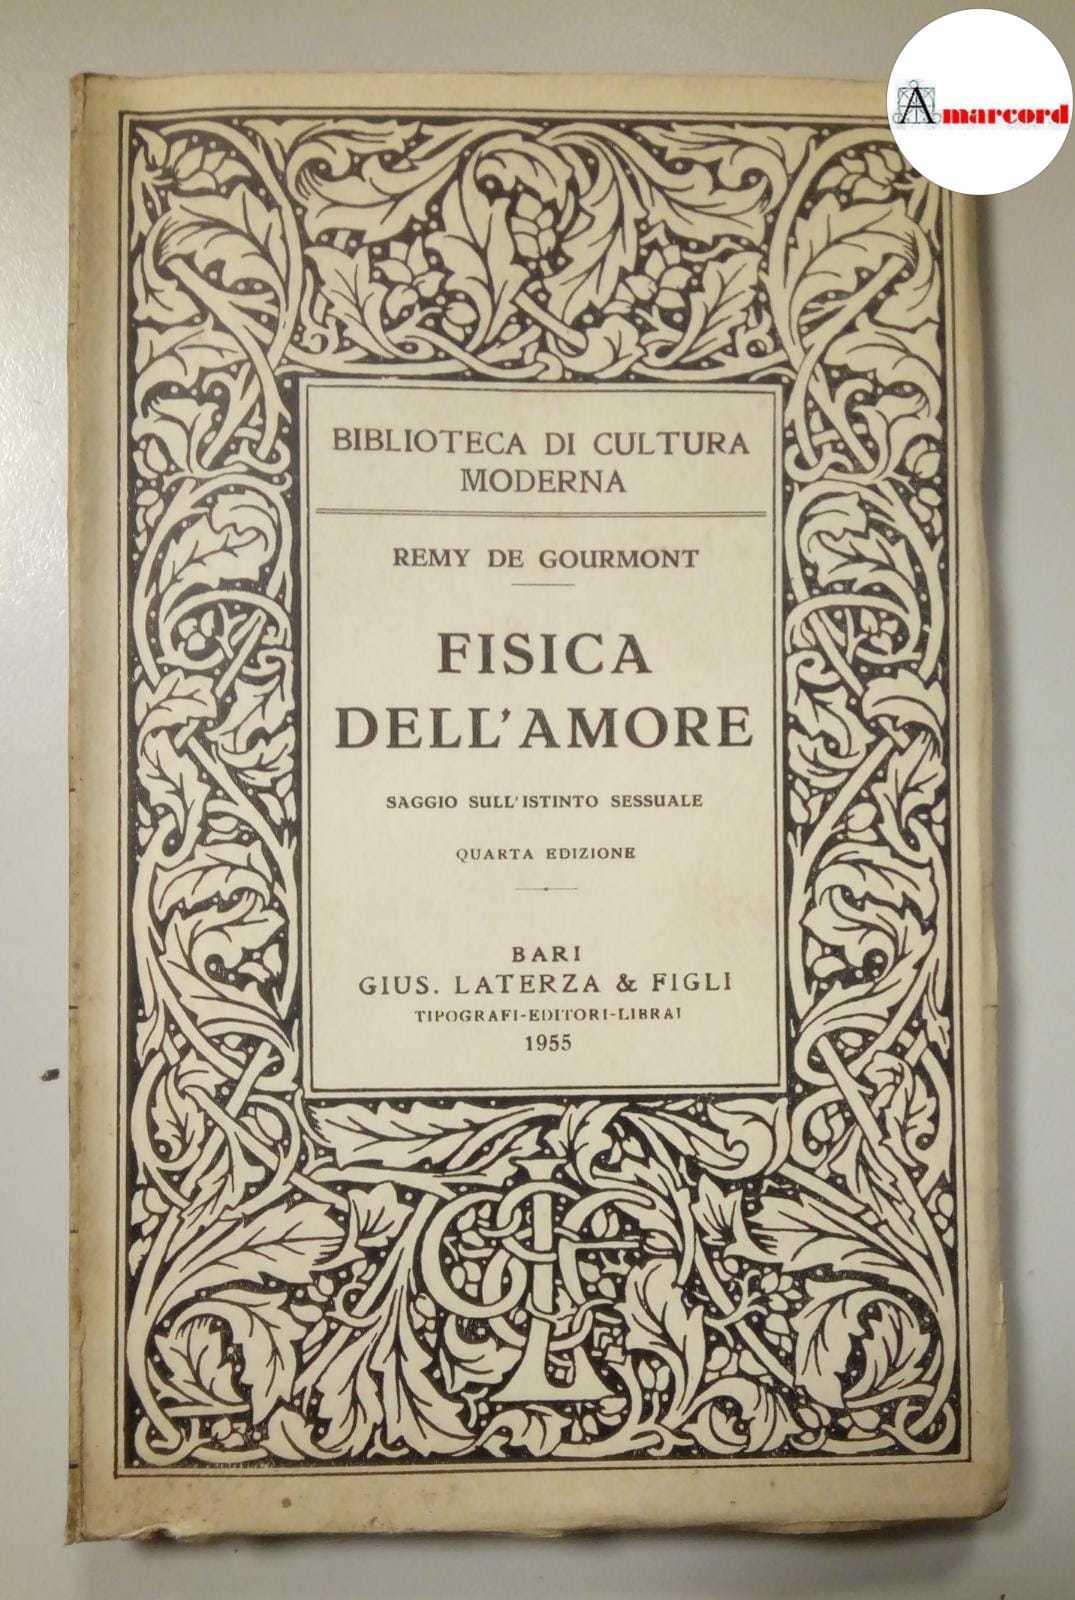 Amarcord
BIBLIOTECA DI CULTURA
MODERNA
REMY DE GOURMONT
FISICA
DELL'AMORE
SAGGIO SULL'ISTINTO SESSUALE
QUARTA EDIZIONE
BARI
GIUS. LATERZA & FIGLI
TIPOGRAFI-EDITORI-LIBRAI
1955
GLF